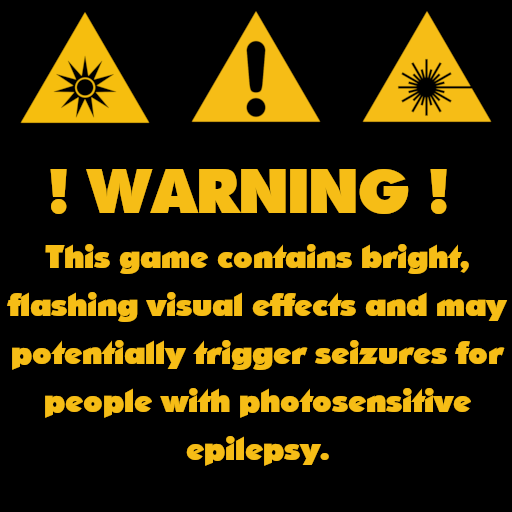 ! WARNING !
This game contains bright,
flashing visual effects and may
potentially trigger seizures for
people with photosensitive
epilepsy.